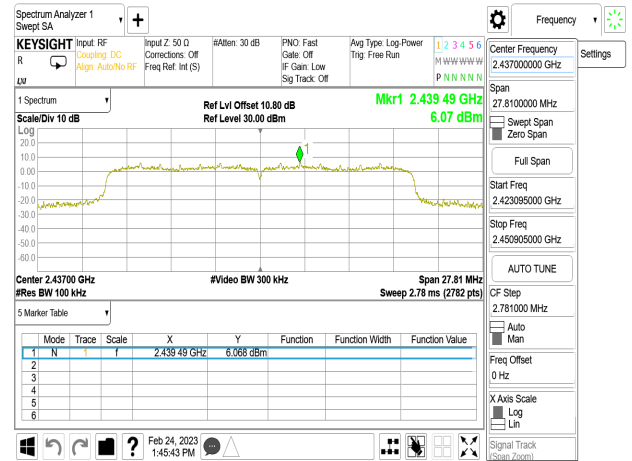 Spectrum Analyzer 1
Swept SA
Frequency
Settings
KEYSIGHT
R
Input: RF
Coupling: DC
Align: Auto/No RF
Input Z: 50 Ω
Corrections: Off
Freq Ref: Int (S)
#Atten: 30 dB
PNO: Fast
Gate: Off
IF Gain: Low
Sig Track: Off
Avg Type: Log-Power
Trig: Free Run
1 2 3 4 5 6
M W W W W W
P N N N N N
LXI
1 Spectrum
Scale/Div 10 dB
Ref Lvl Offset 10.80 dB
Ref Level 30.00 dBm
Mkr1 2.439 49 GHz
6.07 dBm
Log
20.0
10.0
0.00
-10.0
-20.0
-30.0
-40.0
-50.0
-60.0
1
Center 2.43700 GHz
#Res BW 100 kHz
#Video BW 300 kHz
Span 27.81 MHz
Sweep 2.78 ms (2782 pts)
5 Marker Table
Mode Trace Scale X Y Function Function Width Function Value
1 N 1 f 2.439 49 GHz 6.068 dBm
2
3
4
5
6
Feb 24, 2023
1:45:43 PM
Center Frequency
2.437000000 GHz
Span
27.8100000 MHz
Swept Span
Zero Span
Full Span
Start Freq
2.423095000 GHz
Stop Freq
2.450905000 GHz
AUTO TUNE
CF Step
2.781000 MHz
Auto
Man
Freq Offset
0 Hz
X Axis Scale
Log
Lin
Signal Track
(Span Zoom)